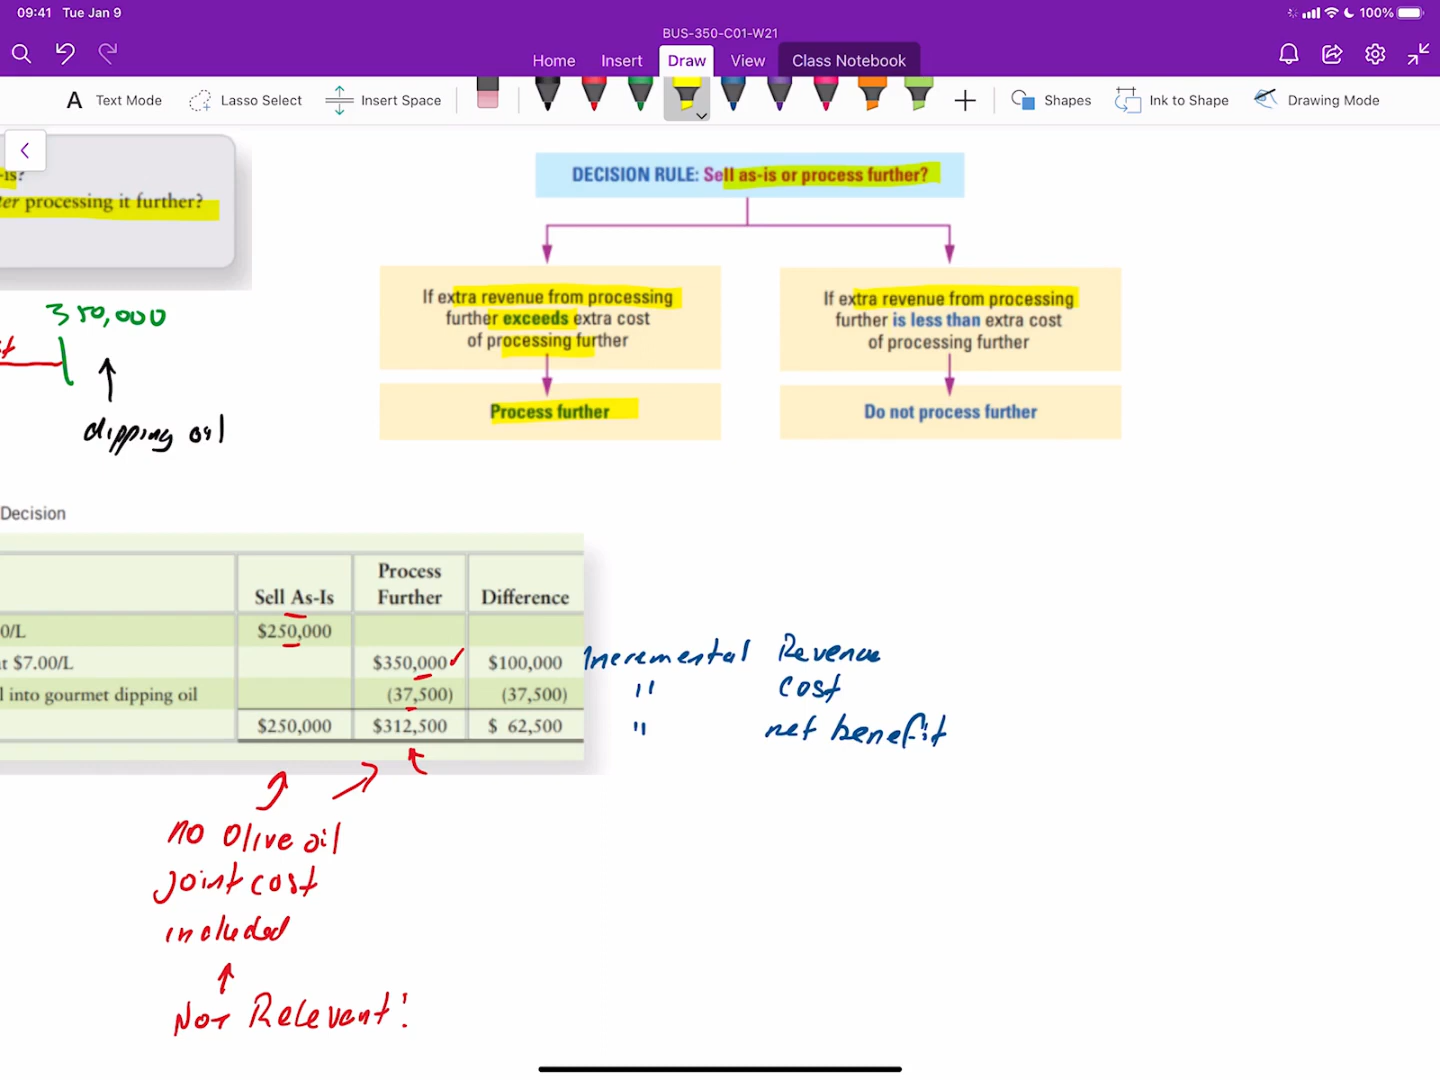 09:41 Tue Jan 9
100%
BUS-350-C01-W21
Home Insert Draw View Class Notebook
Text Mode Lasso Select Insert Space Shapes Ink to Shape Drawing Mode
-is?
ter processing it further?
DECISION RULE: Sell as-is or process further?
If extra revenue from processing
further exceeds extra cost
of processing further
Process further
If extra revenue from processing
further is less than extra cost
of processing further
Do not process further
350,000
dipping oil
Decision
Sell As-Is Process Further Difference
0/L $250,000
at $7.00/L $350,000 $100,000 Incremental Revenue
l into gourmet dipping oil (37,500) (37,500) " cost
$250,000 $312,500 $ 62,500 " net benefit
no Olive oil
joint cost
included
Not Relevant!